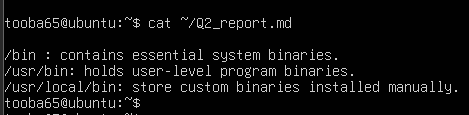 tooba65@ubuntu:~$ cat ~/Q2_report.md
/bin : contains essential system binaries.
/usr/bin: holds user-level program binaries.
/usr/local/bin: store custom binaries installed manually.
tooba65@ubuntu:~$